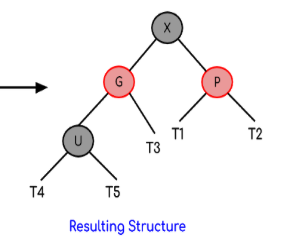 X
G
P
U
T3
T1
T2
T4
T5
Resulting Structure